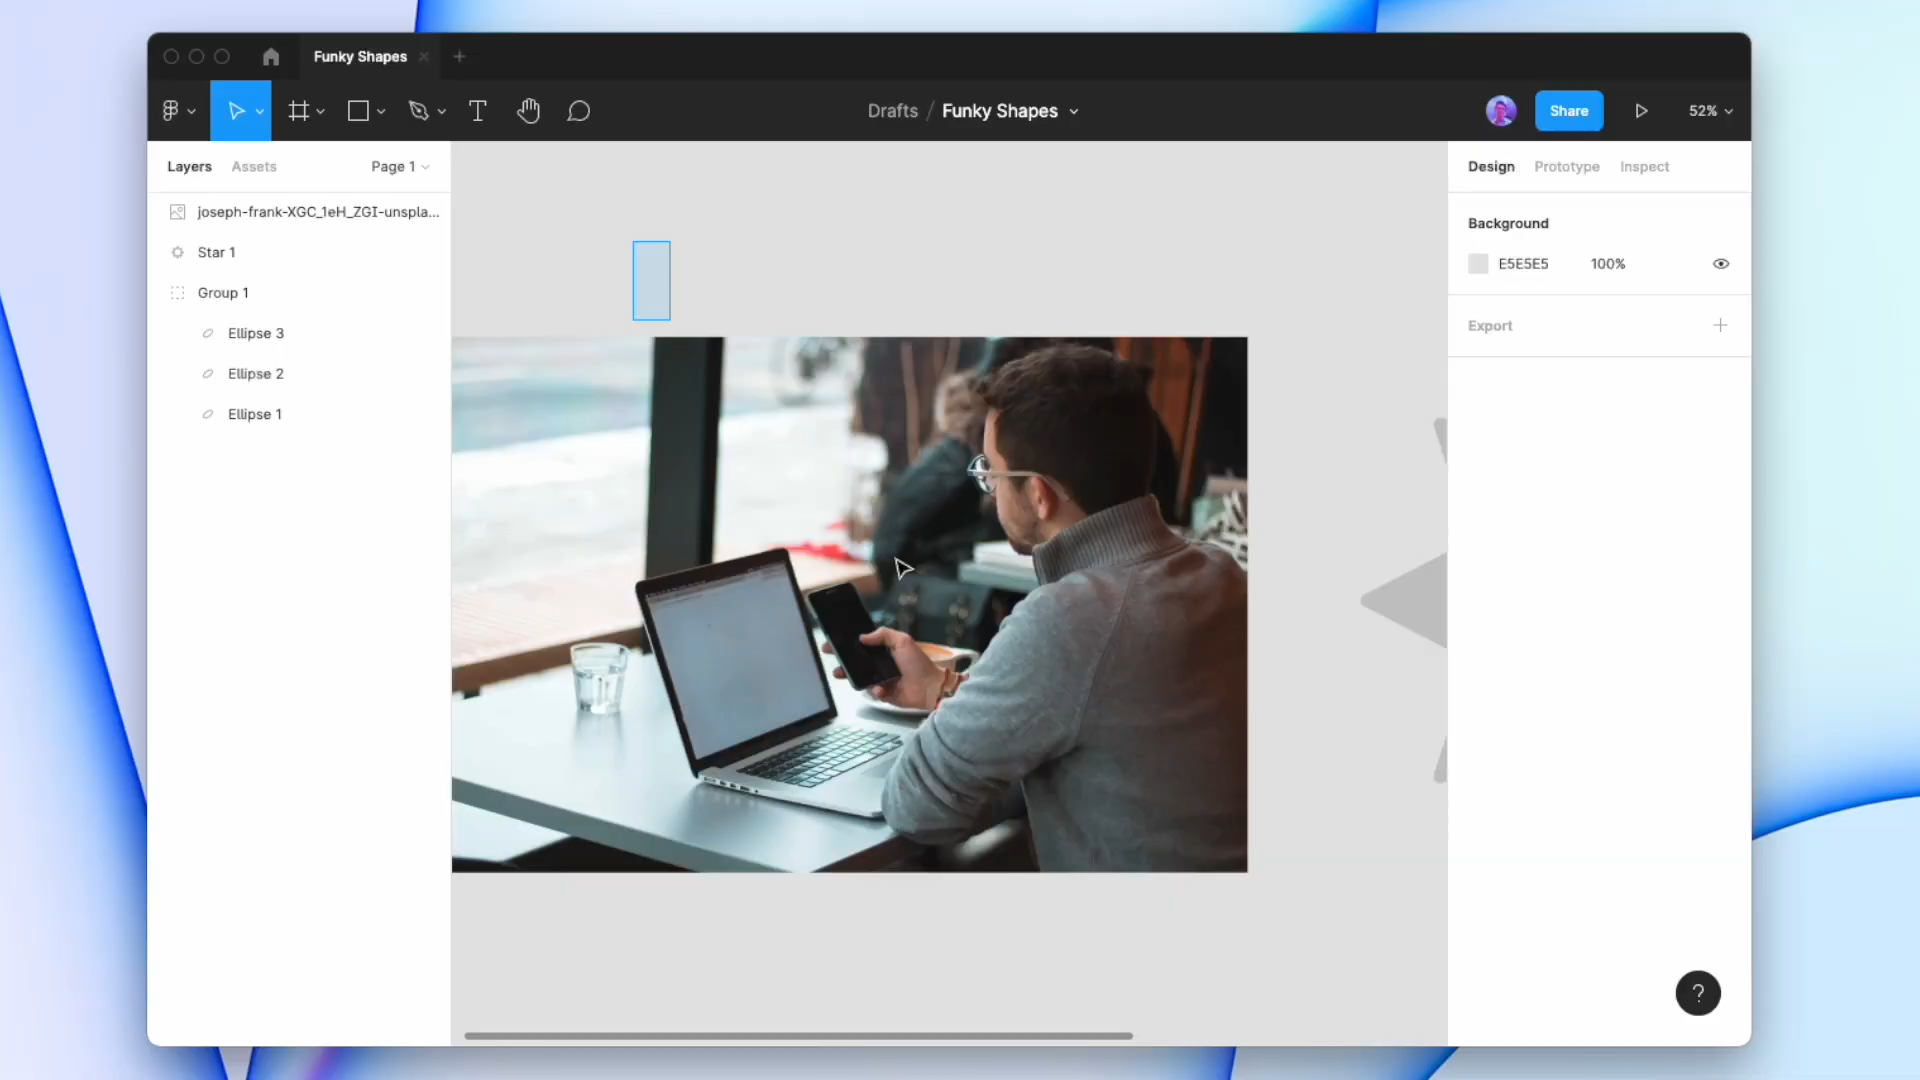 Funky Shapes
Drafts / Funky Shapes
Share
52%
Layers
Assets
Page 1
Design
Prototype
Inspect
joseph-frank-XGC_1eH_ZGI-unspla...
Star 1
Group 1
Ellipse 3
Ellipse 2
Ellipse 1
Background
E5E5E5
100%
Export
?